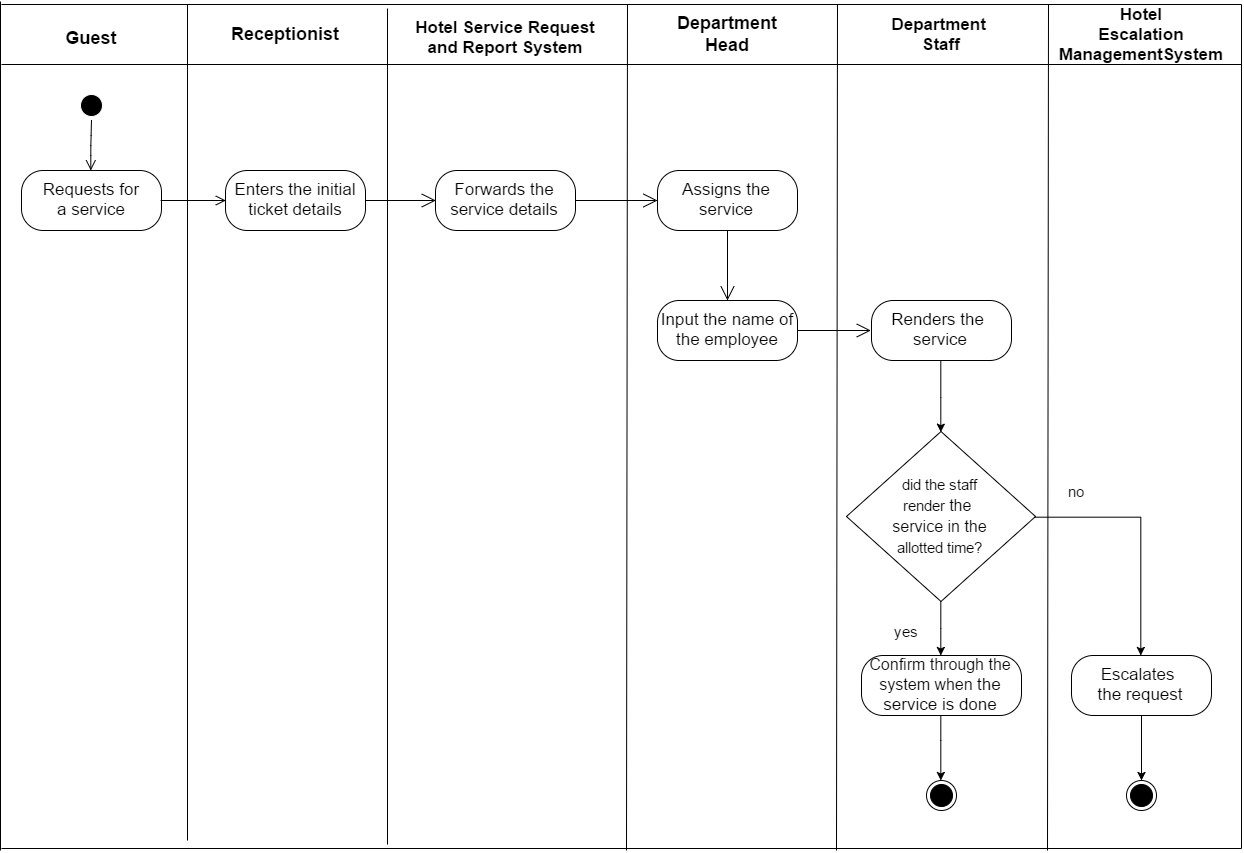 Guest
Receptionist
Hotel Service Request
and Report System
Department
Head
Department
Staff
Hotel
Escalation
ManagementSystem
Requests for
a service
Enters the initial
ticket details
Forwards the
service details
Assigns the
service
Input the name of
the employee
Renders the
service
did the staff
render the
service in the
allotted time?
no
yes
Confirm through the
system when the
service is done
Escalates
the request